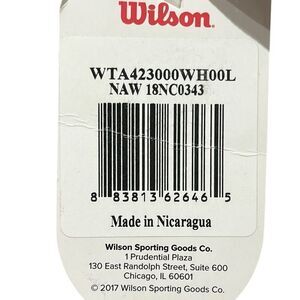 Wilson.
WTA423000WH00L
NAW 18NC0343
8 83813 62646 5
Made in Nicaragua
Wilson Sporting Goods Co.
1 Prudential Plaza
130 East Randolph Street, Suite 600
Chicago, IL 60601
© 2017 Wilson Sporting Goods Co.